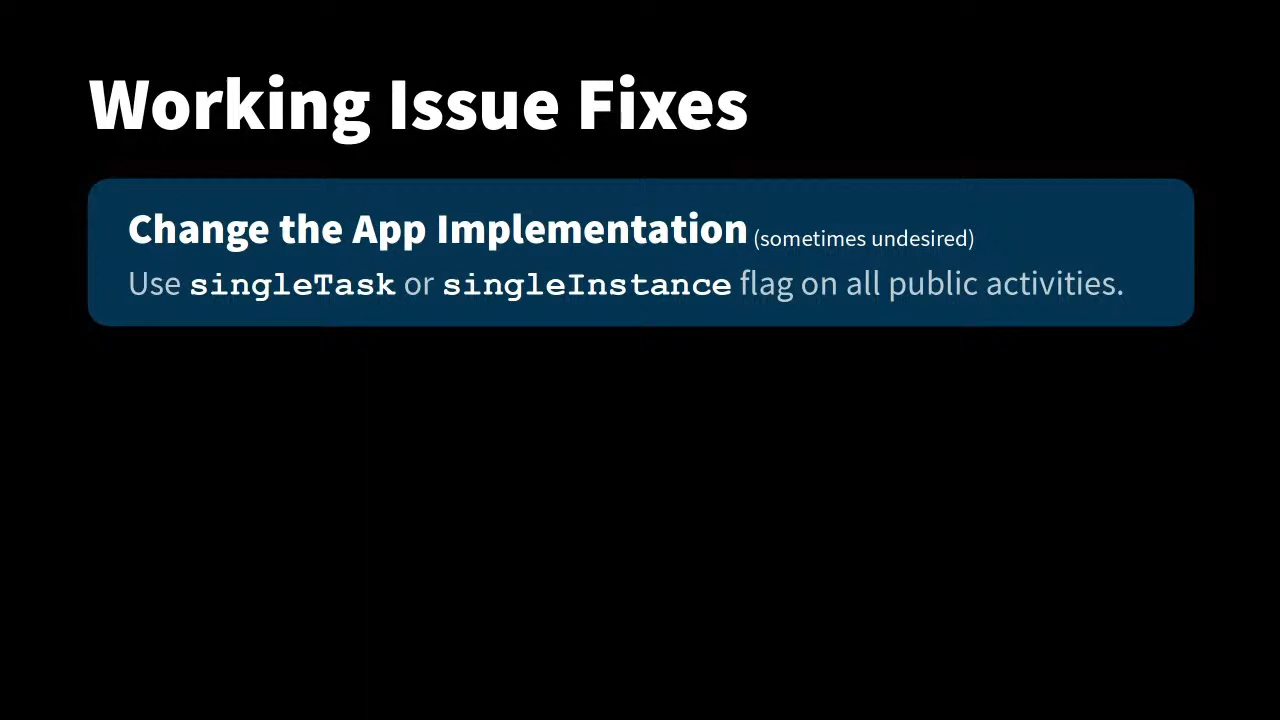 Working Issue Fixes
Change the App Implementation (sometimes undesired)
Use singleTask or singleInstance flag on all public activities.